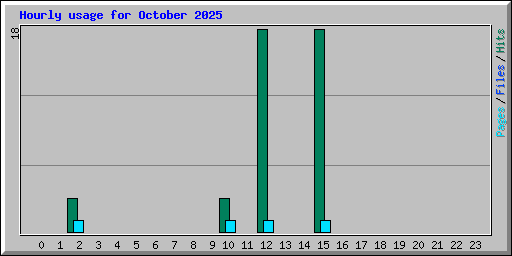 Hourly usage for October 2025
18
Pages/Files/Hits
0 1 2 3 4 5 6 7 8 9 10 11 12 13 14 15 16 17 18 19 20 21 22 23